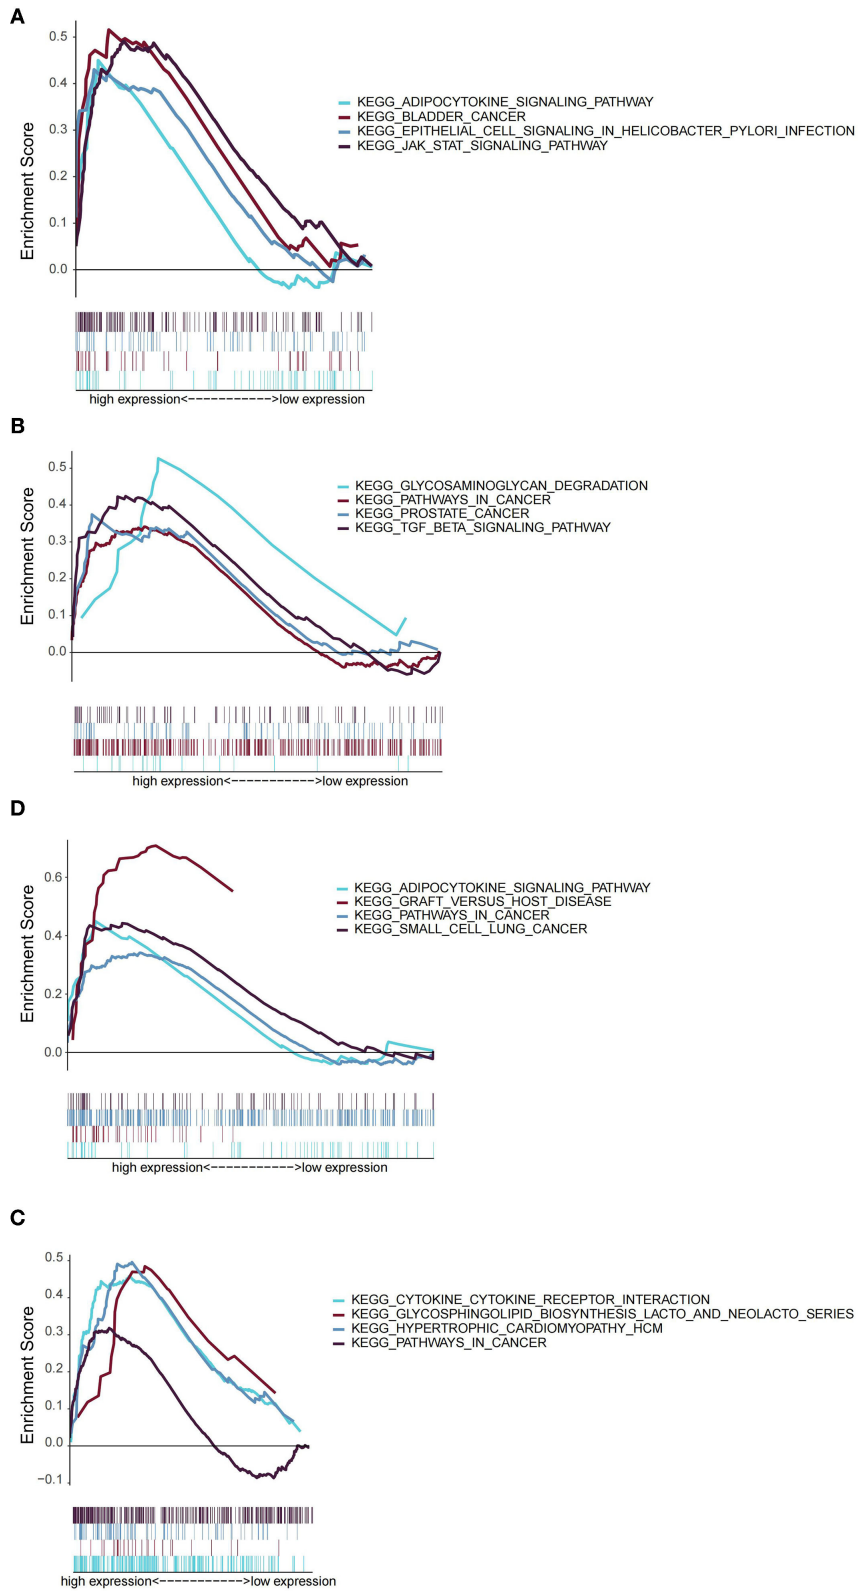 A
0.5
0.4
0.3
0.2
0.1
0.0
Enrichment Score
KEGG_ADIPOCYTOKINE_SIGNALING_PATHWAY
KEGG_BLADDER_CANCER
KEGG_EPITHELIAL_CELL_SIGNALING_IN_HELICOBACTER_PYLORI_INFECTION
KEGG_JAK_STAT_SIGNALING_PATHWAY
high expression<------------>low expression
B
0.5
0.4
0.3
0.2
0.1
0.0
Enrichment Score
KEGG_GLYCOSAMINOGLYCAN_DEGRADATION
KEGG_PATHWAYS_IN_CANCER
KEGG_PROSTATE_CANCER
KEGG_TGF_BETA_SIGNALING_PATHWAY
high expression<------------>low expression
D
0.6
0.4
0.2
0.0
Enrichment Score
KEGG_ADIPOCYTOKINE_SIGNALING_PATHWAY
KEGG_GRAFT_VERSUS_HOST_DISEASE
KEGG_PATHWAYS_IN_CANCER
KEGG_SMALL_CELL_LUNG_CANCER
high expression<------------>low expression
C
0.5
0.4
0.3
0.2
0.1
0.0
−0.1
Enrichment Score
KEGG_CYTOKINE_CYTOKINE_RECEPTOR_INTERACTION
KEGG_GLYCOSPHINGOLIPID_BIOSYNTHESIS_LACTO_AND_NEOLACTO_SERIES
KEGG_HYPERTROPHIC_CARDIOMYOPATHY_HCM
KEGG_PATHWAYS_IN_CANCER
high expression<------------>low expression